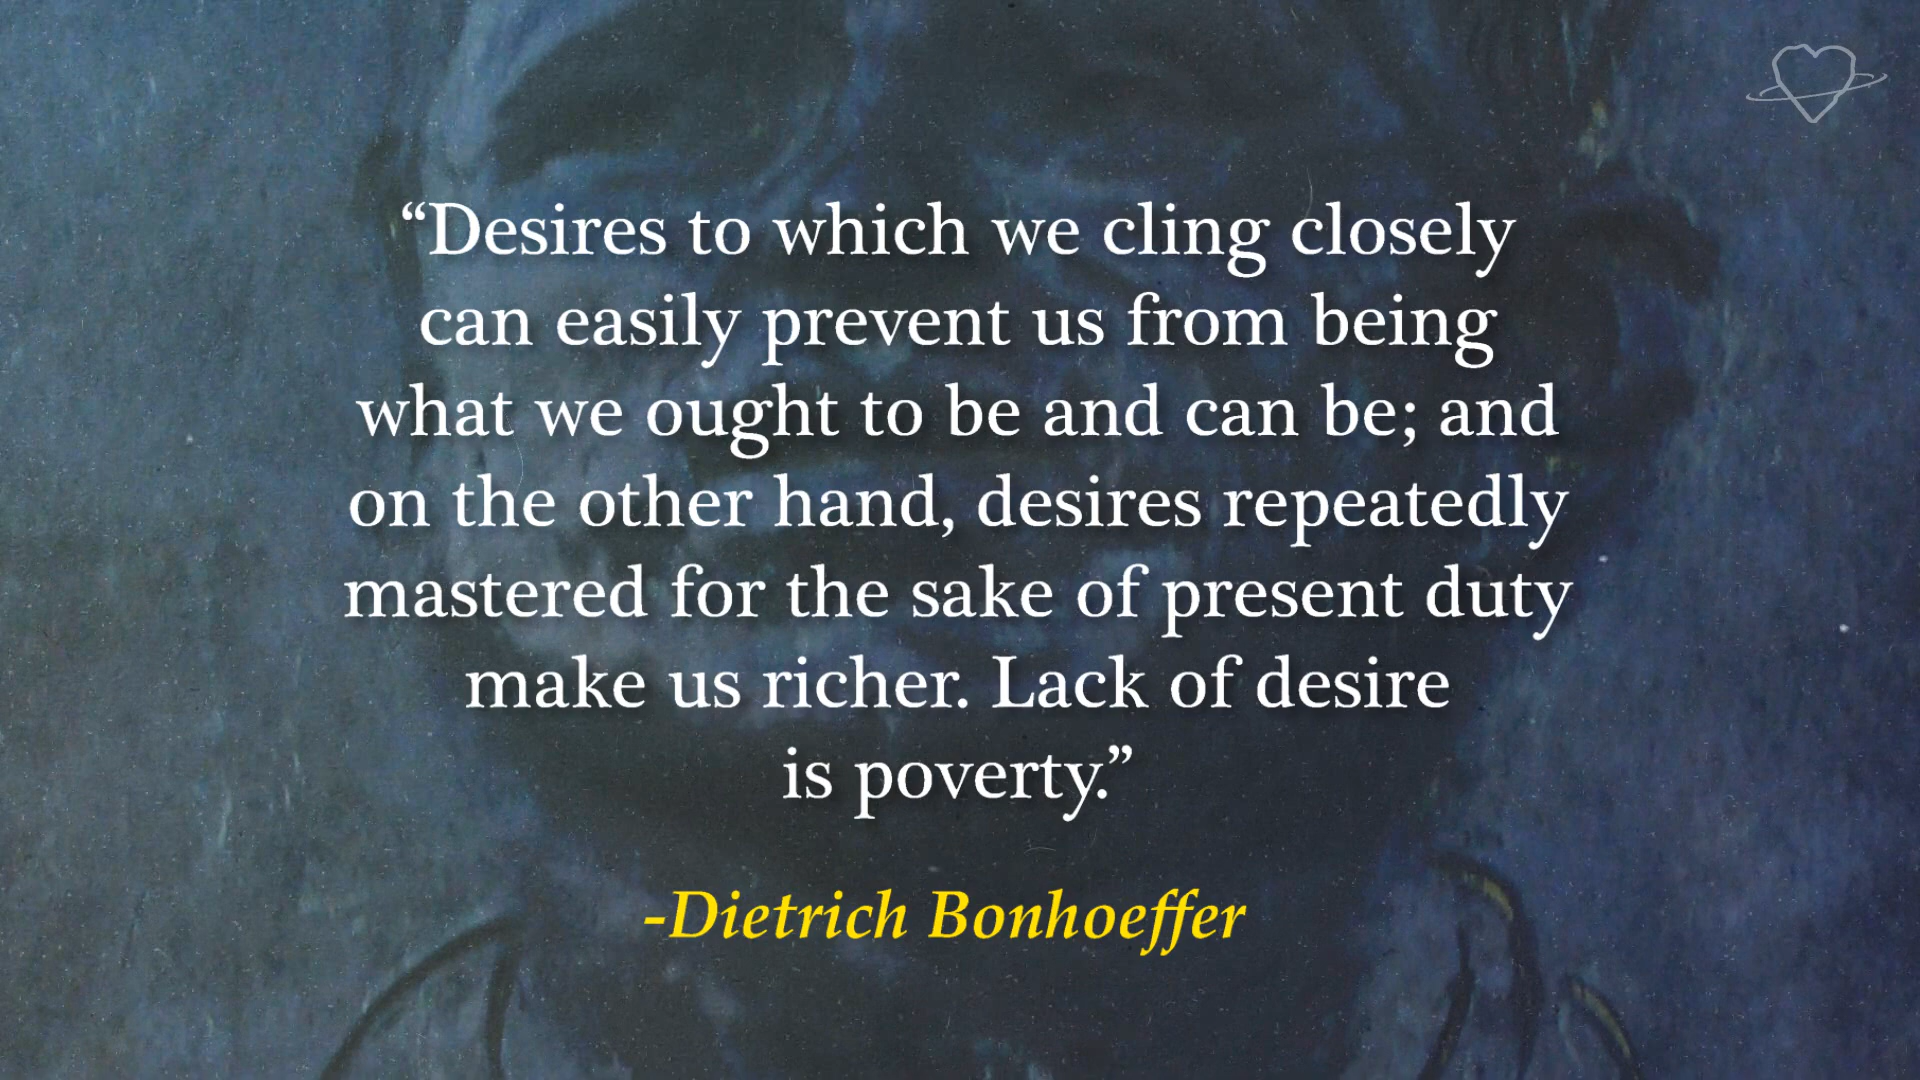 “Desires to which we cling closely
can easily prevent us from being
what we ought to be and can be; and
on the other hand, desires repeatedly
mastered for the sake of present duty
make us richer. Lack of desire
is poverty.”
-Dietrich Bonhoeffer